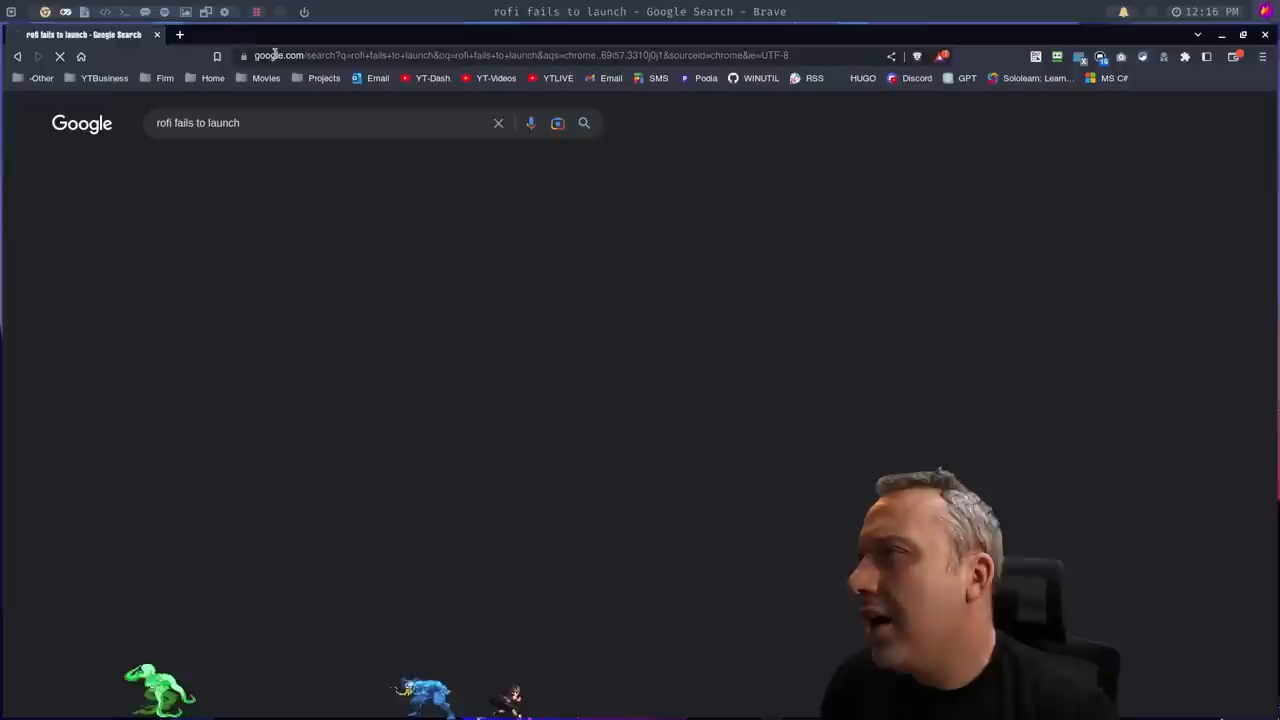 rofi fails to launch - Google Search - Brave
12:16 PM
rofi fails to launch - Google Search
google.com/search?q=rofi+fails+to+launch&oq=rofi+fails+to+launch&aqs=chrome..69i57.3310j0j1&sourceid=chrome&ie=UTF-8
-Other YTBusiness Firm Home Movies Projects Email YT-Dash YT-Videos YTLIVE Email SMS Podia WINUTIL RSS HUGO Discord GPT Sololearn: Learn... MS C#
Google rofi fails to launch